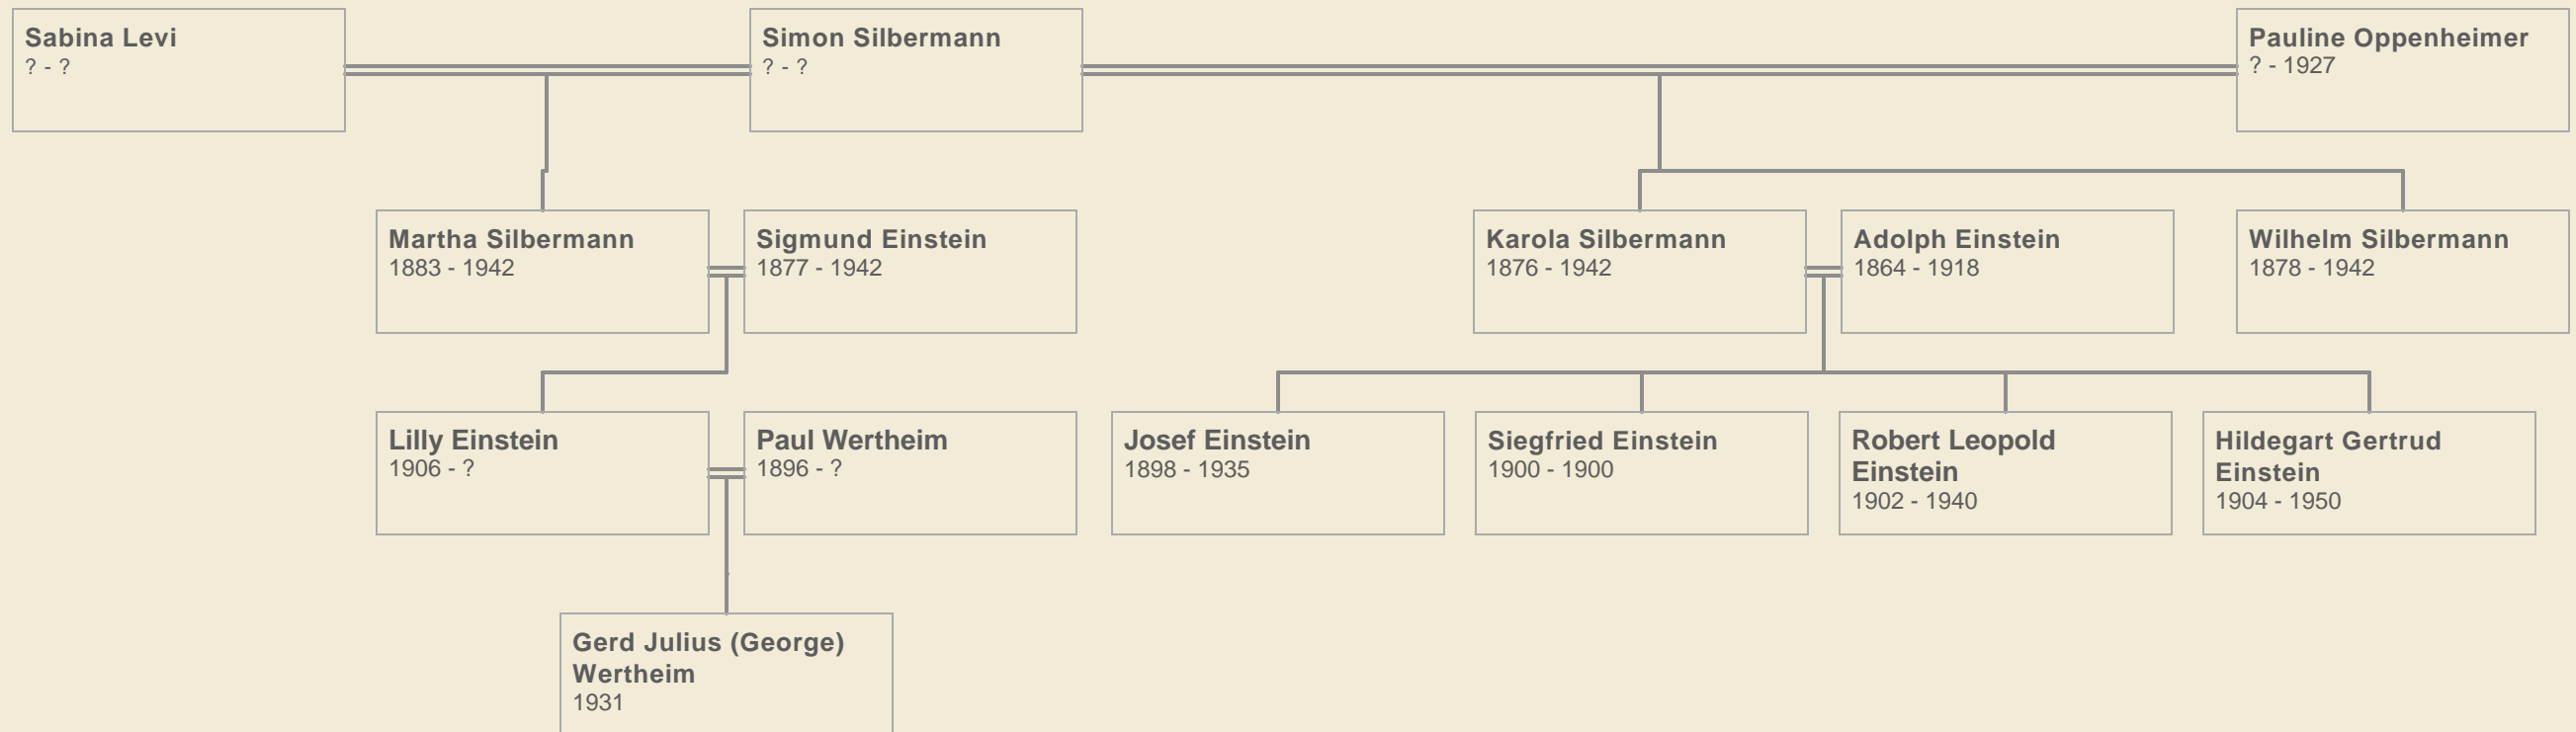 Sabina Levi
? - ?
Simon Silbermann
? - ?
Pauline Oppenheimer
? - 1927
Martha Silbermann
1883 - 1942
Sigmund Einstein
1877 - 1942
Karola Silbermann
1876 - 1942
Adolph Einstein
1864 - 1918
Wilhelm Silbermann
1878 - 1942
Lilly Einstein
1906 - ?
Paul Wertheim
1896 - ?
Josef Einstein
1898 - 1935
Siegfried Einstein
1900 - 1900
Robert Leopold
Einstein
1902 - 1940
Hildegart Gertrud
Einstein
1904 - 1950
Gerd Julius (George)
Wertheim
1931